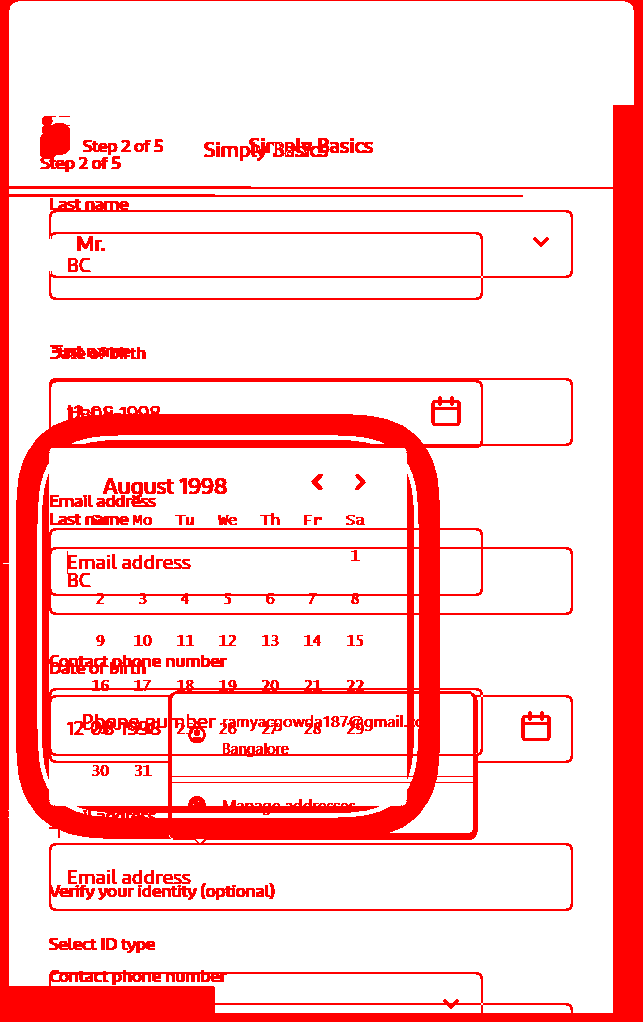 Step 2 of 5
Simply Basics
Simply Basics
Step 2 of 5
Last name
Mr.
BC
Date of birth
12-08-1998
August 1998
Email address
Last name Mo Tu We Th Fr Sa
1
Email address
BC
2 3 4 5 6 7 8
9 10 11 12 13 14 15
Contact phone number
Date of birth
16 17 18 19 20 21 22
Phone number ramyacgowda187@gmail.co
12-08-1998 25 26 27 28 29
Bangalore
30 31
Manage addresses
Email address
Email address
Verify your identity (optional)
Select ID type
Contact phone number